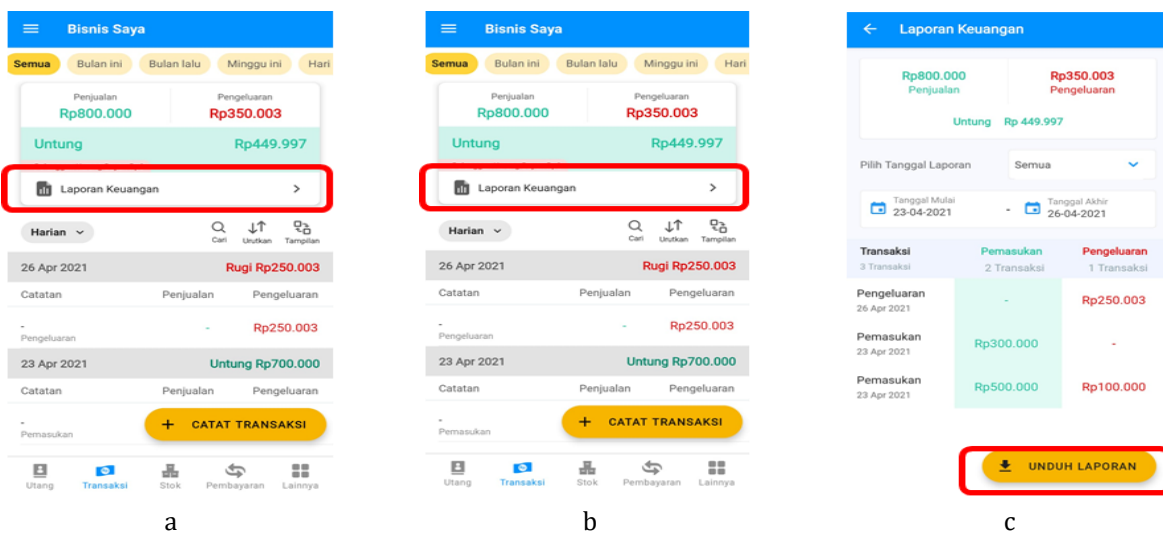 Bisnis Saya
Semua Bulan ini Bulan lalu Minggu ini Hari
Penjualan Pengeluaran
Rp800.000 Rp350.003
Untung Rp449.997
Laporan Keuangan
Harian
Cari Urutkan Tampilan
26 Apr 2021 Rugi Rp250.003
Catatan Penjualan Pengeluaran
- - Rp250.003
Pengeluaran
23 Apr 2021 Untung Rp700.000
Catatan Penjualan Pengeluaran
-
Pemasukan
+ CATAT TRANSAKSI
Utang Transaksi Stok Pembayaran Lainnya
a
Bisnis Saya
Semua Bulan ini Bulan lalu Minggu ini Hari
Penjualan Pengeluaran
Rp800.000 Rp350.003
Untung Rp449.997
Laporan Keuangan
Harian
Cari Urutkan Tampilan
26 Apr 2021 Rugi Rp250.003
Catatan Penjualan Pengeluaran
- - Rp250.003
Pengeluaran
23 Apr 2021 Untung Rp700.000
Catatan Penjualan Pengeluaran
-
Pemasukan
+ CATAT TRANSAKSI
Utang Transaksi Stok Pembayaran Lainnya
b
Laporan Keuangan
Rp800.000 Rp350.003
Penjualan Pengeluaran
Untung Rp 449.997
Pilih Tanggal Laporan Semua
Tanggal Mulai Tanggal Akhir
23-04-2021 - 26-04-2021
Transaksi Pemasukan Pengeluaran
3 Transaksi 2 Transaksi 1 Transaksi
Pengeluaran - Rp250.003
26 Apr 2021
Pemasukan Rp300.000 -
23 Apr 2021
Pemasukan Rp500.000 Rp100.000
23 Apr 2021
UNDUH LAPORAN
c